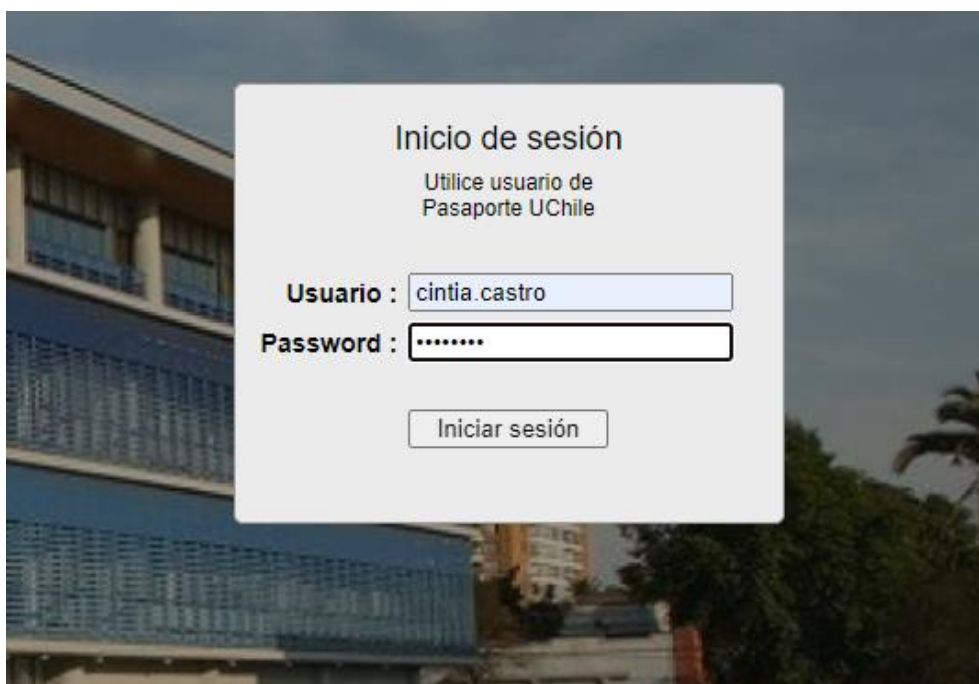 Inicio de sesión
Utilice usuario de
Pasaporte UChile
Usuario : cintia.castro
Password : ••••••••
Iniciar sesión